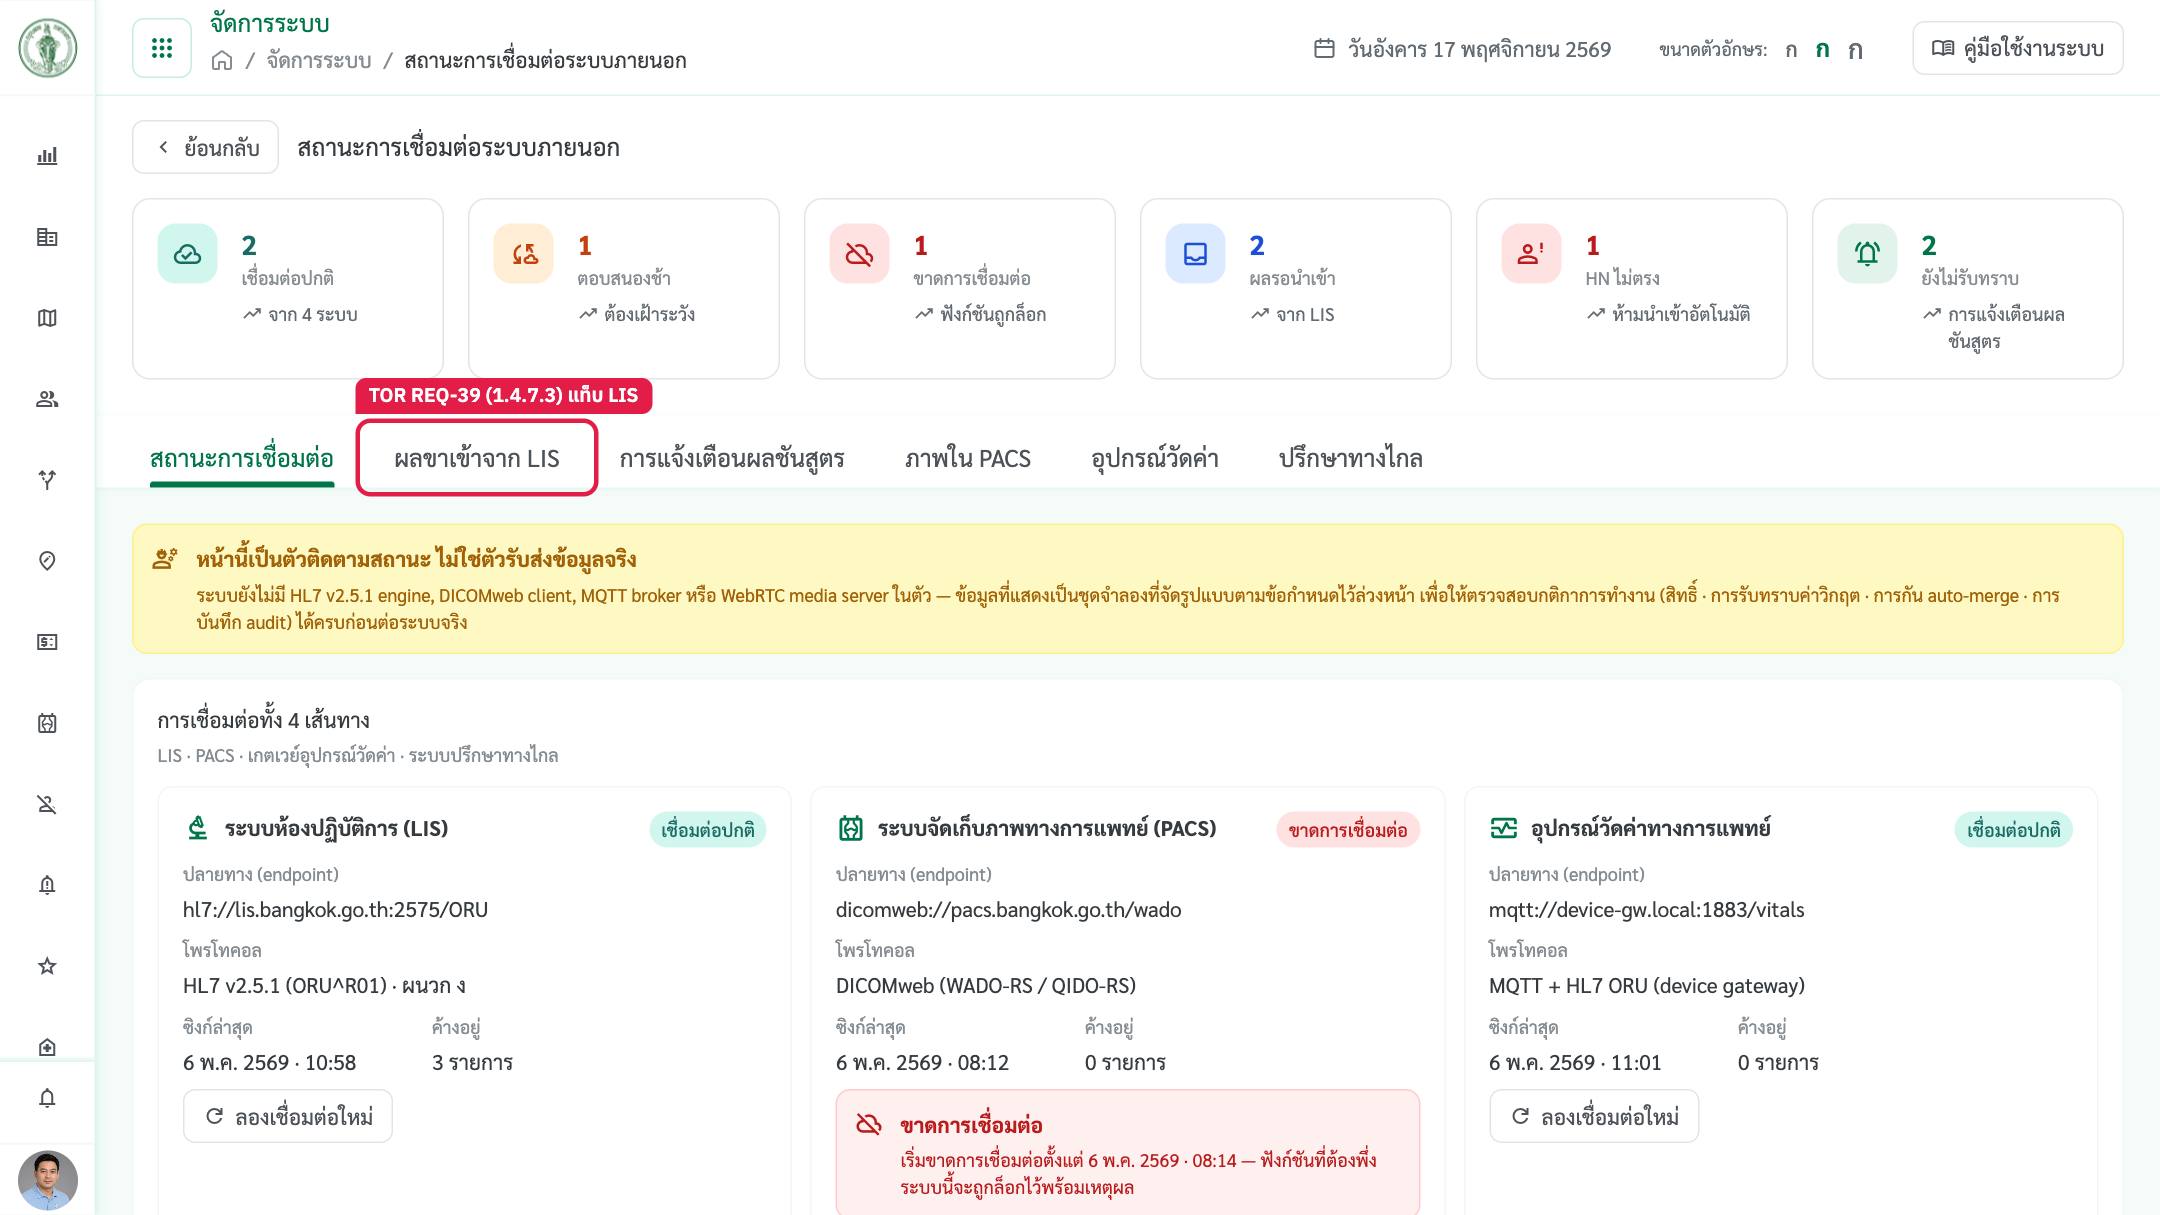 จัดการระบบ
/ จัดการระบบ / สถานะการเชื่อมต่อระบบภายนอก
วันอังคาร 17 พฤศจิกายน 2569
ขนาดตัวอักษร: ก ก ก
คู่มือใช้งานระบบ
ย้อนกลับ
สถานะการเชื่อมต่อระบบภายนอก
2
เชื่อมต่อปกติ
จาก 4 ระบบ
1
ตอบสนองช้า
ต้องเฝ้าระวัง
1
ขาดการเชื่อมต่อ
ฟังก์ชันถูกล็อก
2
ผลรอนำเข้า
จาก LIS
1
HN ไม่ตรง
ห้ามนำเข้าอัตโนมัติ
2
ยังไม่รับทราบ
การแจ้งเตือนผล
ชันสูตร
TOR REQ-39 (1.4.7.3) แท็บ LIS
สถานะการเชื่อมต่อ
ผลขาเข้าจาก LIS
การแจ้งเตือนผลชันสูตร
ภาพใน PACS
อุปกรณ์วัดค่า
ปรึกษาทางไกล
หน้านี้เป็นตัวติดตามสถานะ ไม่ใช่ตัวรับส่งข้อมูลจริง
ระบบยังไม่มี HL7 v2.5.1 engine, DICOMweb client, MQTT broker หรือ WebRTC media server ในตัว — ข้อมูลที่แสดงเป็นชุดจำลองที่จัดรูปแบบตามข้อกำหนดไว้ล่วงหน้า เพื่อให้ตรวจสอบกติกาการทำงาน (สิทธิ์ · การรับทราบค่าวิกฤต · การกัน auto-merge · การ
บันทึก audit) ได้ครบก่อนต่อระบบจริง
การเชื่อมต่อทั้ง 4 เส้นทาง
LIS · PACS · เกตเวย์อุปกรณ์วัดค่า · ระบบปรึกษาทางไกล
ระบบห้องปฏิบัติการ (LIS)
เชื่อมต่อปกติ
ปลายทาง (endpoint)
hl7://lis.bangkok.go.th:2575/ORU
โพรโทคอล
HL7 v2.5.1 (ORU^R01) · ผนวก ง
ซิงก์ล่าสุด
ค้างอยู่
6 พ.ค. 2569 · 10:58
3 รายการ
ลองเชื่อมต่อใหม่
ระบบจัดเก็บภาพทางการแพทย์ (PACS)
ขาดการเชื่อมต่อ
ปลายทาง (endpoint)
dicomweb://pacs.bangkok.go.th/wado
โพรโทคอล
DICOMweb (WADO-RS / QIDO-RS)
ซิงก์ล่าสุด
ค้างอยู่
6 พ.ค. 2569 · 08:12
0 รายการ
ขาดการเชื่อมต่อ
เริ่มขาดการเชื่อมต่อตั้งแต่ 6 พ.ค. 2569 · 08:14 — ฟังก์ชันที่ต้องพึ่ง
ระบบนี้จะถูกล็อกไว้พร้อมเหตุผล
อุปกรณ์วัดค่าทางการแพทย์
เชื่อมต่อปกติ
ปลายทาง (endpoint)
mqtt://device-gw.local:1883/vitals
โพรโทคอล
MQTT + HL7 ORU (device gateway)
ซิงก์ล่าสุด
ค้างอยู่
6 พ.ค. 2569 · 11:01
0 รายการ
ลองเชื่อมต่อใหม่